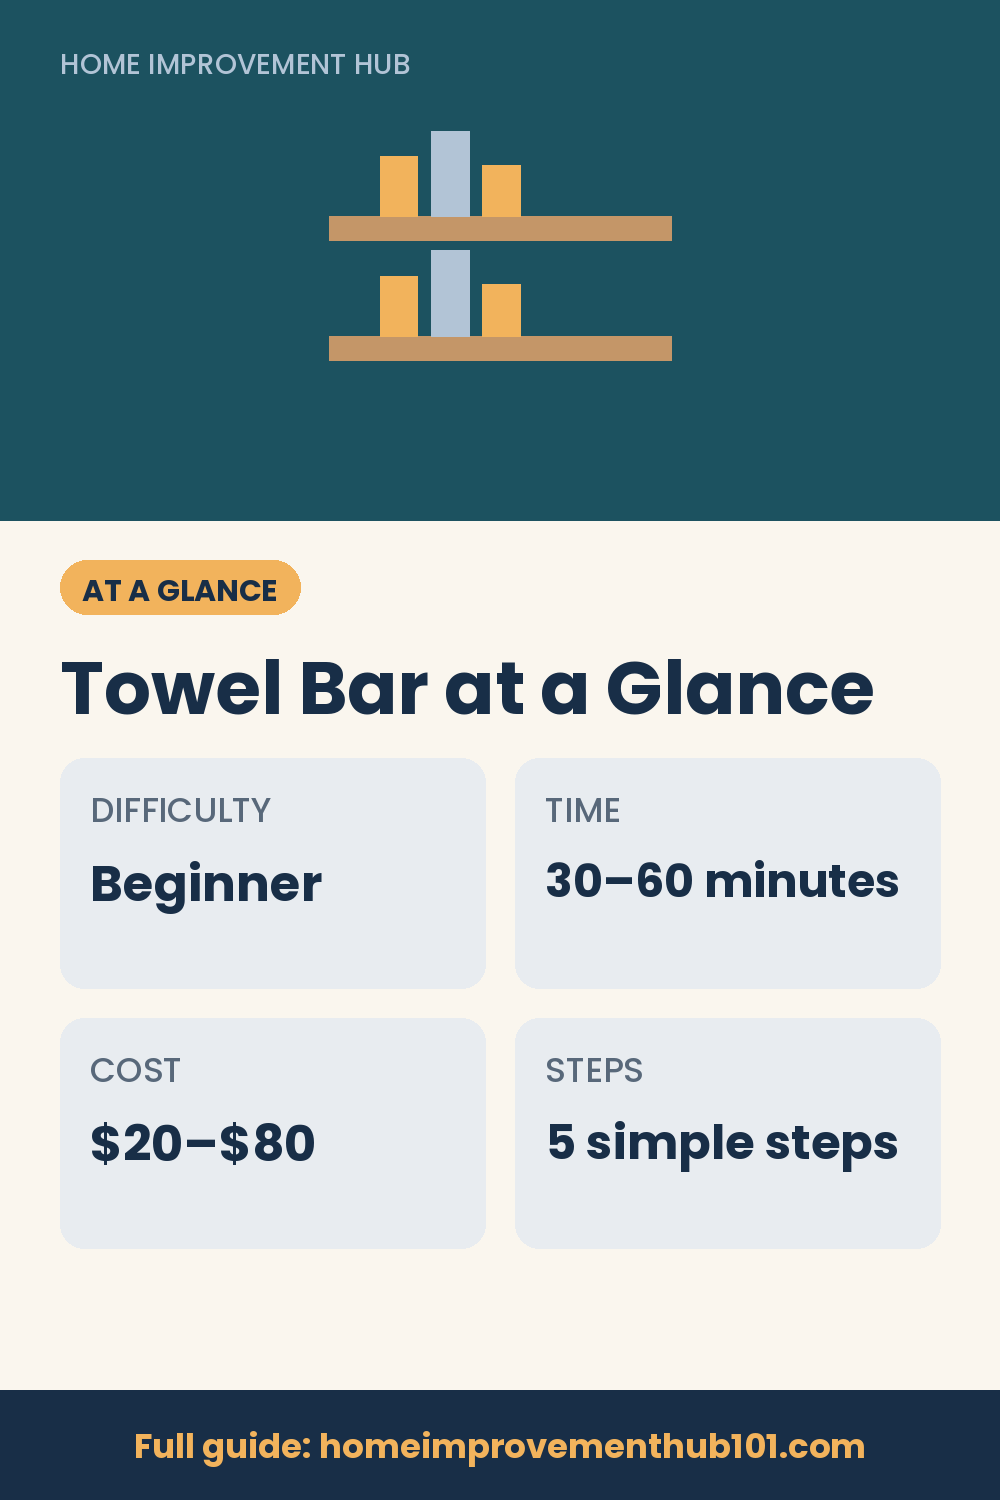 HOME IMPROVEMENT HUB
AT A GLANCE
Towel Bar at a Glance
DIFFICULTY
Beginner
TIME
30–60 minutes
COST
$20–$80
STEPS
5 simple steps
Full guide: homeimprovementhub101.com